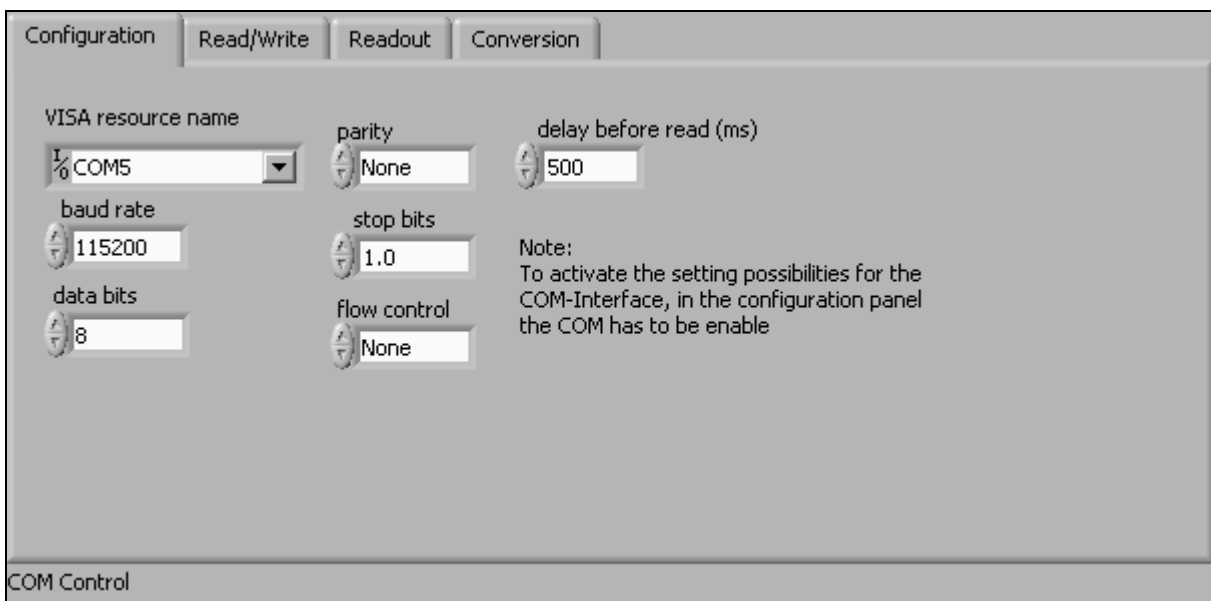 Configuration
Read/Write
Readout
Conversion
VISA resource name
COM5
baud rate
115200
data bits
8
parity
None
stop bits
1.0
flow control
None
delay before read (ms)
500
Note:
To activate the setting possibilities for the
COM-Interface, in the configuration panel
the COM has to be enable
COM Control